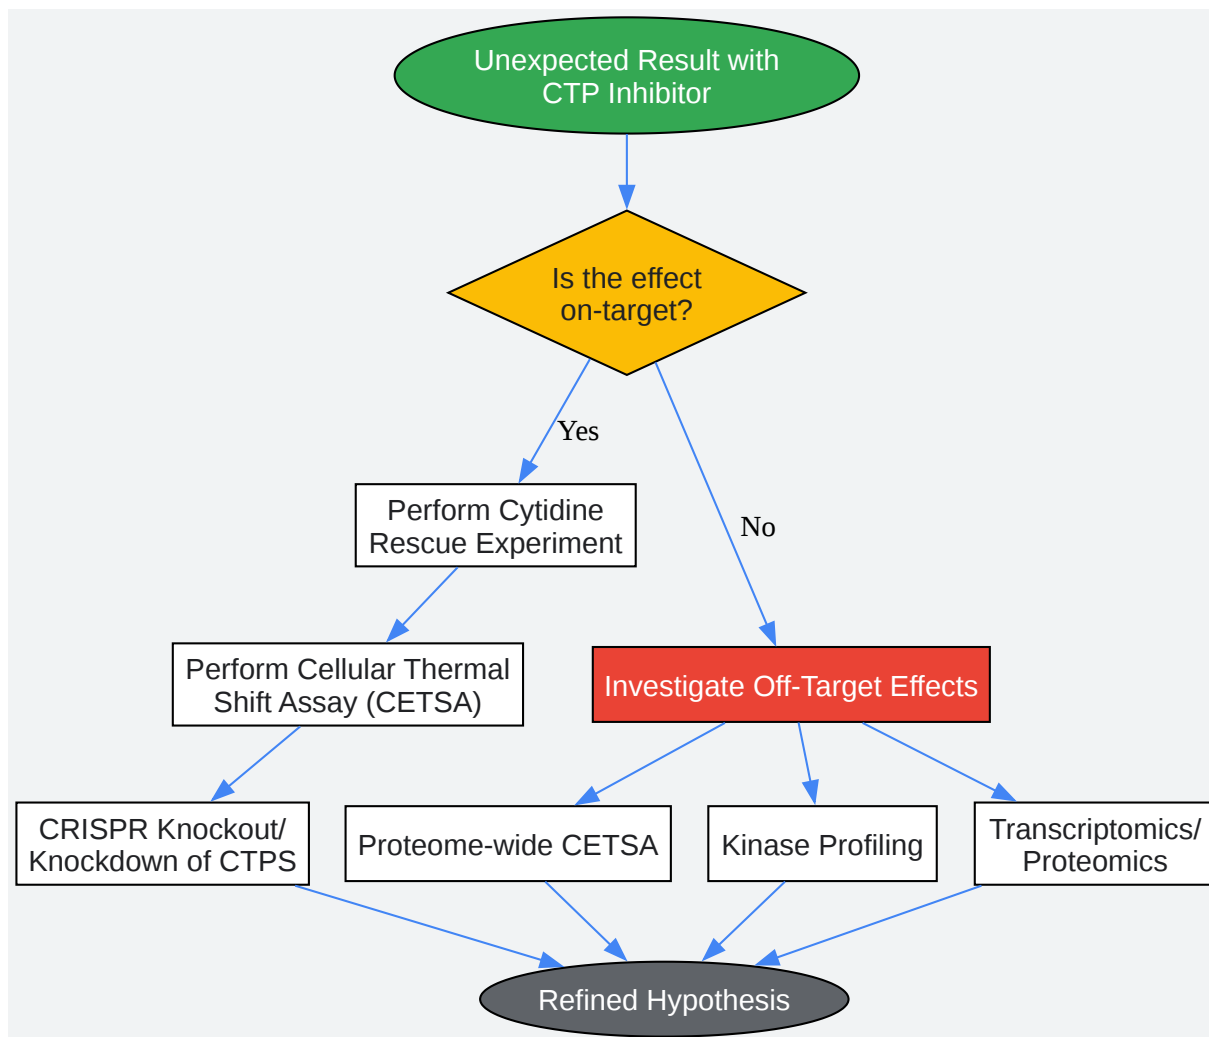 Unexpected Result with
CTP Inhibitor
Is the effect
on-target?
Yes
No
Perform Cytidine
Rescue Experiment
Perform Cellular Thermal
Shift Assay (CETSA)
Investigate Off-Target Effects
CRISPR Knockout/
Knockdown of CTPS
Proteome-wide CETSA
Kinase Profiling
Transcriptomics/
Proteomics
Refined Hypothesis